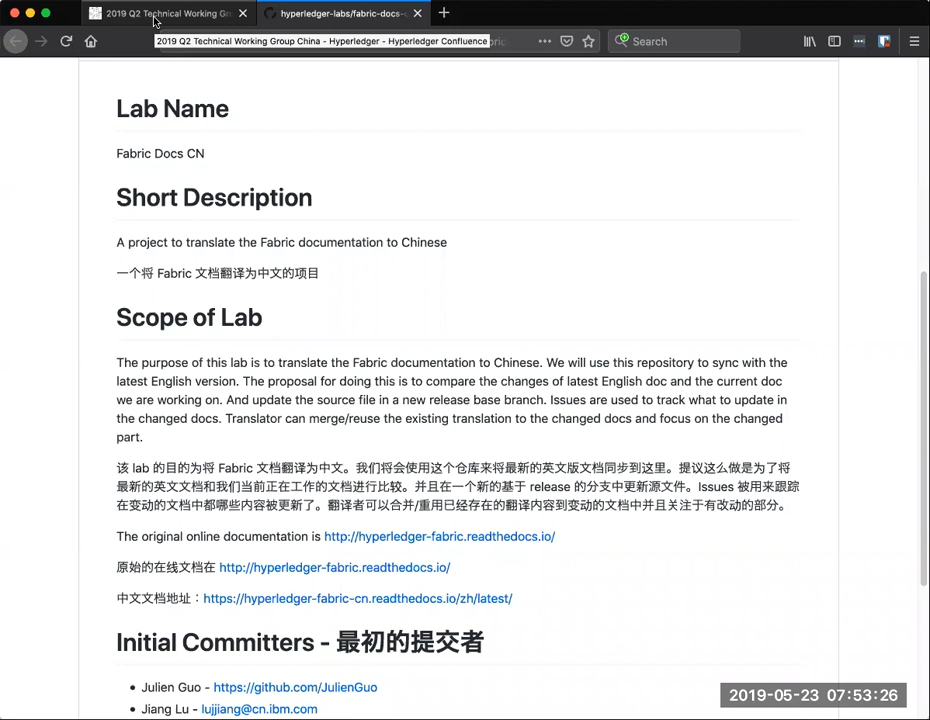 2019 Q2 Technical Working Gr
hyperledger-labs/fabric-docs-
2019 Q2 Technical Working Group China - Hyperledger - Hyperledger Confluence
Search
Lab Name
Fabric Docs CN
Short Description
A project to translate the Fabric documentation to Chinese
一个将 Fabric 文档翻译为中文的项目
Scope of Lab
The purpose of this lab is to translate the Fabric documentation to Chinese. We will use this repository to sync with the
latest English version. The proposal for doing this is to compare the changes of latest English doc and the current doc
we are working on. And update the source file in a new release base branch. Issues are used to track what to update in
the changed docs. Translator can merge/reuse the existing translation to the changed docs and focus on the changed
part.
该 lab 的目的为将 Fabric 文档翻译为中文。我们将会使用这个仓库来将最新的英文版文档同步到这里。提议这么做是为了将
最新的英文文档和我们当前正在工作的文档进行比较。并且在一个新的基于 release 的分支中更新源文件。Issues 被用来跟踪
在变动的文档中都哪些内容被更新了。翻译者可以合并/重用已经存在的翻译内容到变动的文档中并且关注于有改动的部分。
The original online documentation is http://hyperledger-fabric.readthedocs.io/
原始的在线文档在 http://hyperledger-fabric.readthedocs.io/
中文文档地址：https://hyperledger-fabric-cn.readthedocs.io/zh/latest/
Initial Committers - 最初的提交者
Julien Guo - https://github.com/JulienGuo
Jiang Lu - lujjiang@cn.ibm.com
2019-05-23 07:53:26